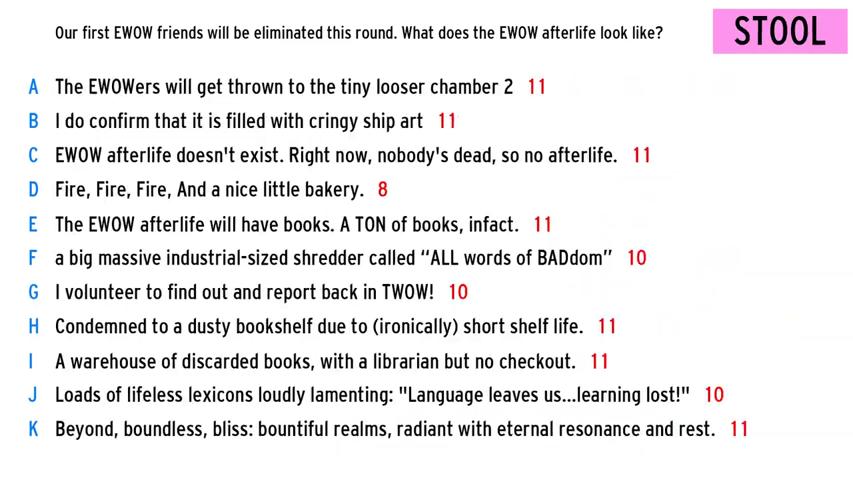 Our first EWOW friends will be eliminated this round. What does the EWOW afterlife look like?
STOOL
A The EWOWers will get thrown to the tiny looser chamber 2 11
B I do confirm that it is filled with cringy ship art 11
C EWOW afterlife doesn't exist. Right now, nobody's dead, so no afterlife. 11
D Fire, Fire, Fire, And a nice little bakery. 8
E The EWOW afterlife will have books. A TON of books, infact. 11
F a big massive industrial-sized shredder called “ALL words of BADdom” 10
G I volunteer to find out and report back in TWOW! 10
H Condemned to a dusty bookshelf due to (ironically) short shelf life. 11
I A warehouse of discarded books, with a librarian but no checkout. 11
J Loads of lifeless lexicons loudly lamenting: "Language leaves us...learning lost!" 10
K Beyond, boundless, bliss: bountiful realms, radiant with eternal resonance and rest. 11